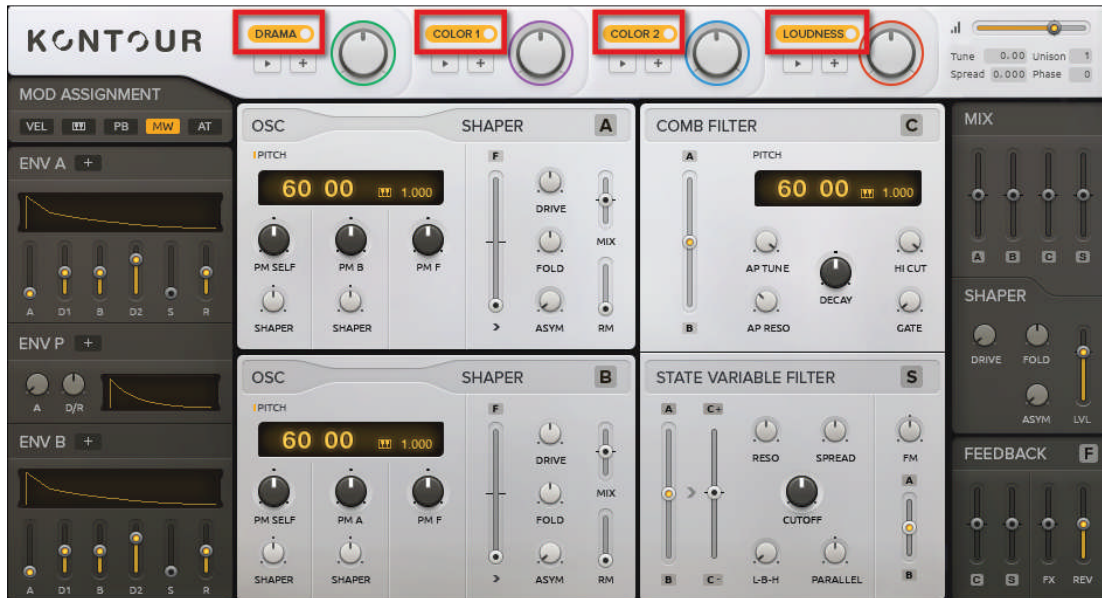 KONTOUR
DRAMA
COLOR 1
COLOR 2
LOUDNESS
Tune 0.00 Unison 1
Spread 0.000 Phase 0
MOD ASSIGNMENT
VEL PB MW AT
ENV A +
A D1 B D2 S R
ENV P +
A D/R
ENV B +
A D1 B D2 S R
OSC SHAPER A
PITCH F
60 00 1.000
DRIVE
MIX
PM SELF PM B PM F FOLD
SHAPER SHAPER > ASYM RM
OSC SHAPER B
PITCH F
60 00 1.000
DRIVE
MIX
PM SELF PM A PM F FOLD
SHAPER SHAPER > ASYM RM
COMB FILTER C
A PITCH
60 00 1.000
AP TUNE HI CUT
DECAY
B AP RESO GATE
STATE VARIABLE FILTER S
A C+
RESO SPREAD FM
> A
CUTOFF
B C- L-B-H PARALLEL B
MIX
A B C S
SHAPER
DRIVE FOLD
ASYM LVL
FEEDBACK F
C S FX REV